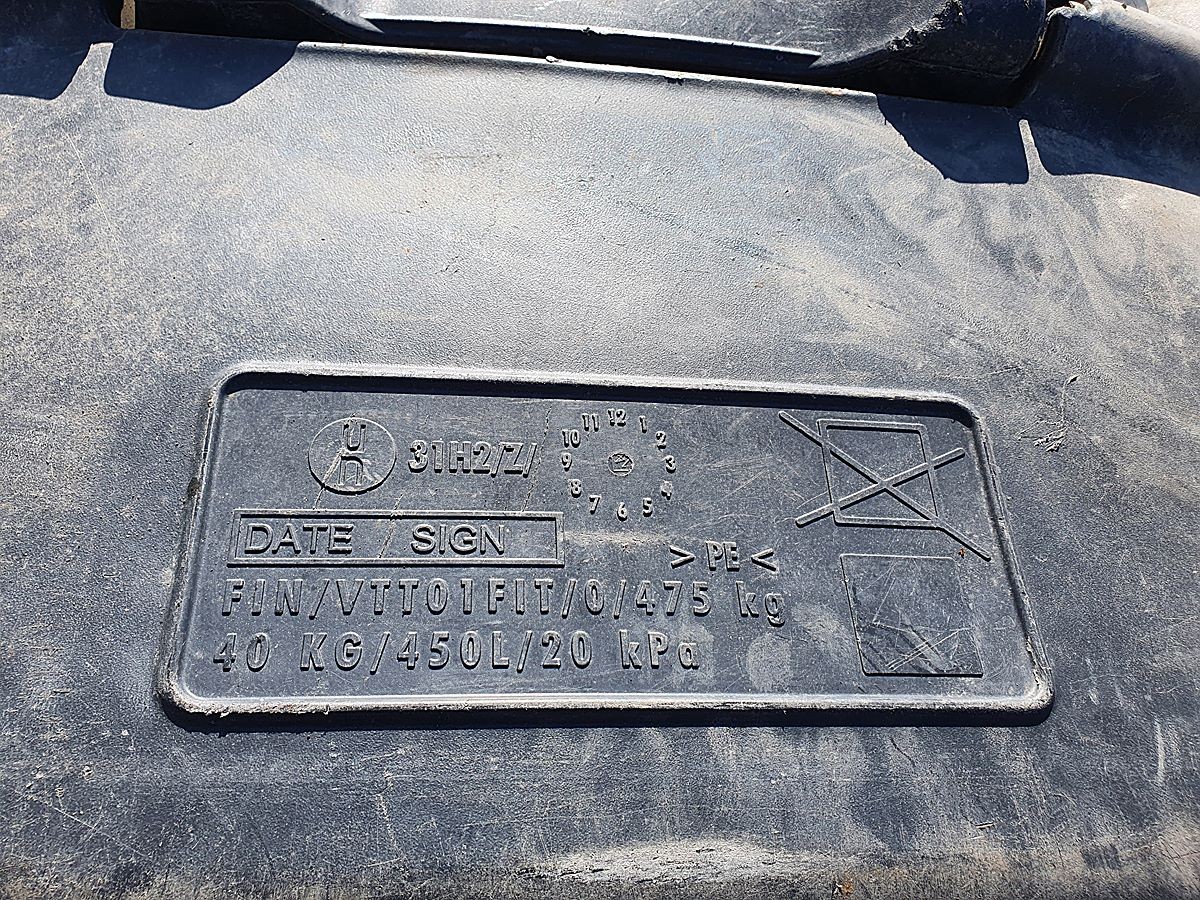 un 31H2/Z/ 12 1 2 3 4 5 6 7 8 9 10 11
DATE / SIGN
> PE <
FIN/VTT01FIT/0/475 kg
40 KG/450L/20 kPa